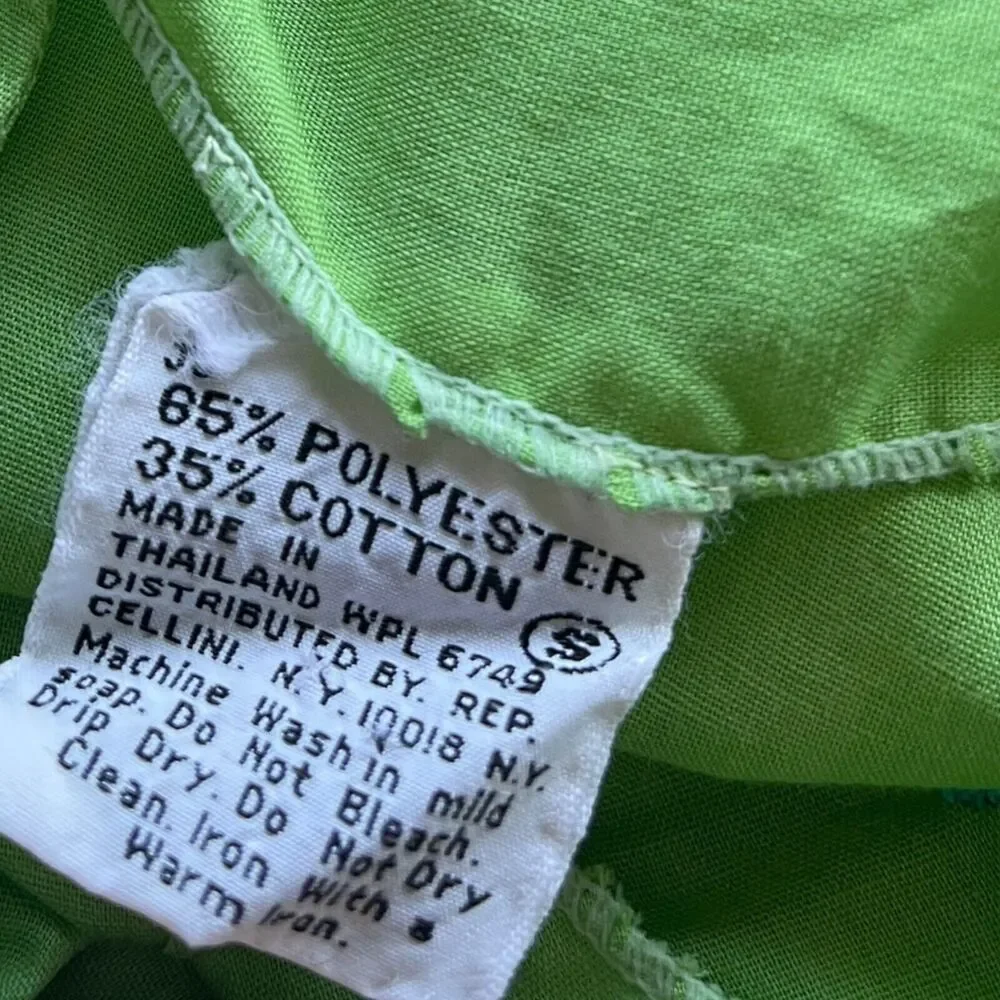 65% POLYESTER
35% COTTON
MADE IN S
THAILAND WPL 6749
DISTRIBUTED BY. REP.
CELLINI. N.Y. 10018 N.Y.
Machine Wash in mild
soap. Do Not Bleach.
Drip Dry. Do Not Dry
Clean. Iron With a
Warm Iron.